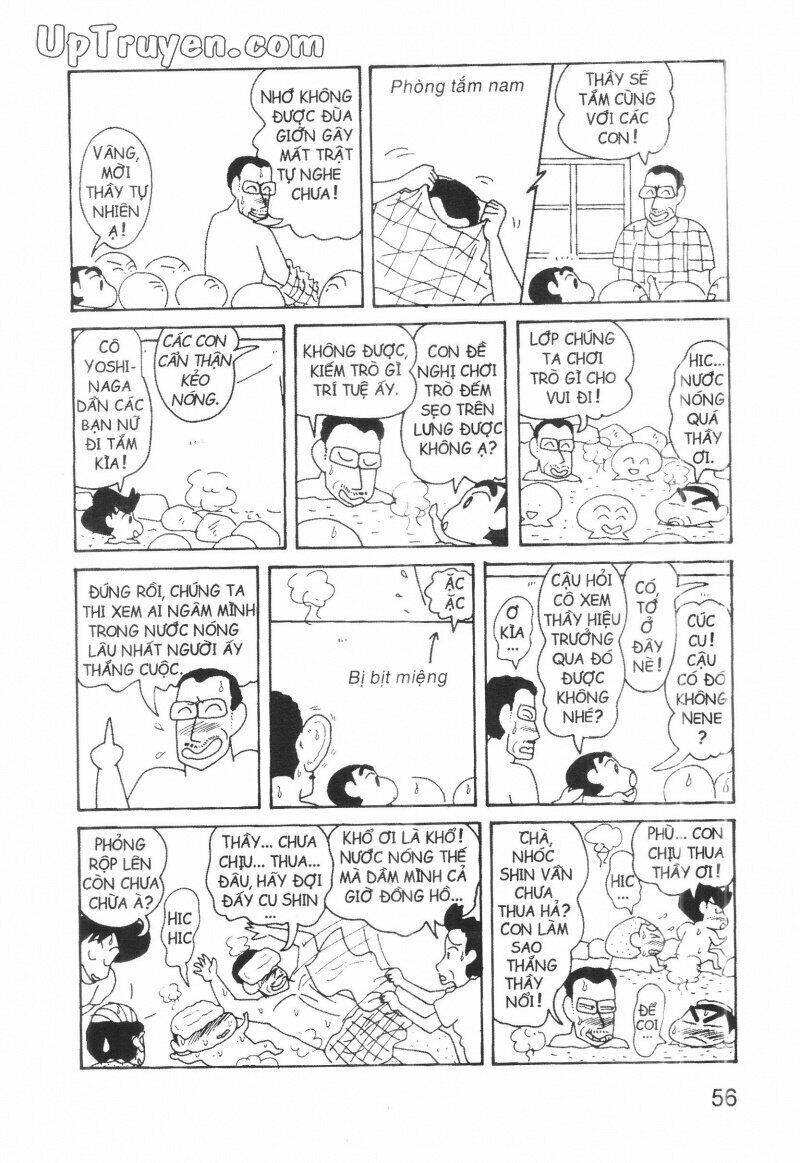 UpTruyen.com
THẦY SẼ
TẮM CÙNG
VỚI CÁC
CON!
Phòng tắm nam
NHỚ KHÔNG
ĐƯỢC ĐÙA
GIỠN GÂY
MẤT TRẬT
TỰ NGHE
CHƯA!
VÂNG,
MỜI
THẦY TỰ
NHIÊN
Ạ!
HIC...
NƯỚC
NÓNG
QUÁ
THẦY
ƠI.
LỚP CHÚNG
TA CHƠI
TRÒ GÌ CHO
VUI ĐI!
CON ĐỀ
NGHỊ CHƠI
TRÒ ĐẾM
SẸO TRÊN
LƯNG ĐƯỢC
KHÔNG Ạ?
KHÔNG ĐƯỢC,
KIẾM TRÒ GÌ
TRÍ TUỆ ẤY.
CÁC CON
CẨN THẬN
KẺO
NÓNG.
CÔ
YOSHI-
NAGA
DẪN CÁC
BẠN NỮ
ĐI TẮM
KÌA!
CÚC
CU!
CẬU
CÓ ĐÓ
KHÔNG
NENE
?
CÓ,
TỚ
Ở
ĐÂY
NÈ!
CẬU HỎI
CÔ XEM
THẦY HIỆU
TRƯỞNG
QUA ĐÓ
ĐƯỢC
KHÔNG
NHÉ?
Ơ
KÌA
...
ẶC
ẶC
Bị bịt miệng
ĐÚNG RỒI, CHÚNG TA
THI XEM AI NGÂM MÌNH
TRONG NƯỚC NÓNG
LÂU NHẤT NGƯỜI ẤY
THẮNG CUỘC.
PHÙ... CON
CHỊU THUA
THẦY ƠI!
HIC
...
CHÀ,
NHÓC
SHIN VẪN
CHƯA
THUA HẢ?
CON LÀM
SAO
THẮNG
THẦY
NỔI!
ĐỂ
COI
...
KHỔ ƠI LÀ KHỔ!
NƯỚC NÓNG THẾ
MÀ DẦM MÌNH CẢ
GIỜ ĐỒNG HỒ...
THẦY... CHƯA
CHỊU... THUA...
ĐÂU, HÃY ĐỢI
ĐẤY CU SHIN
...
HIC
HIC
PHỎNG
RỘP LÊN
CÒN CHƯA
CHỪA À?
56